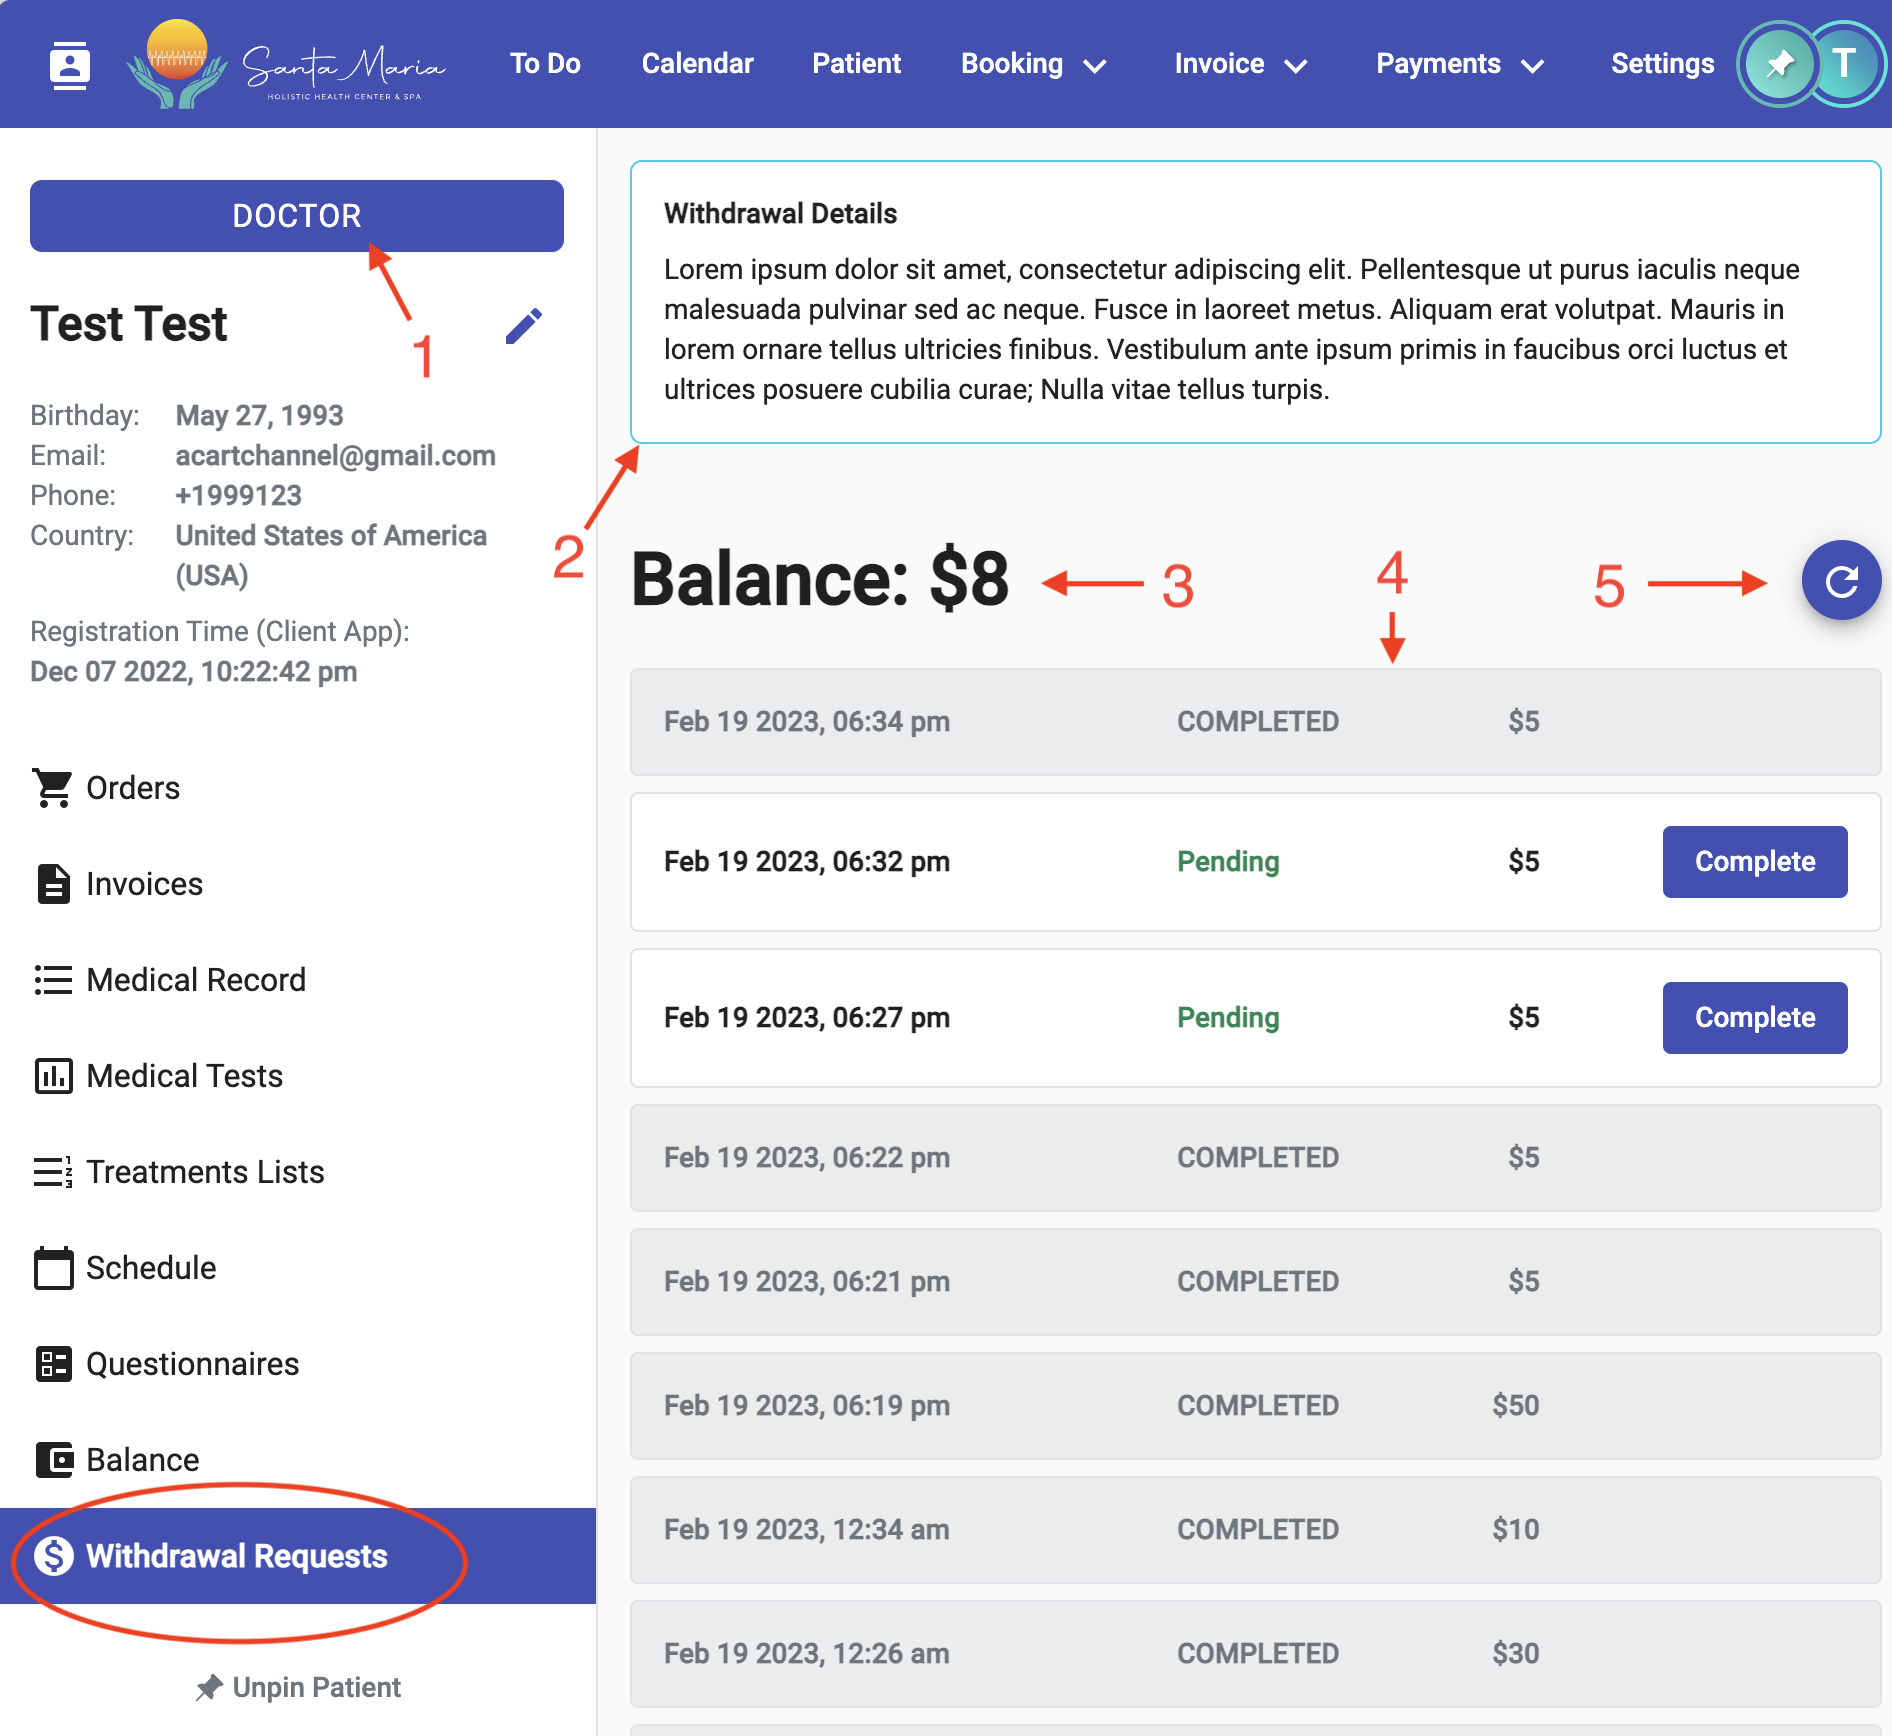 Santa Maria
HOLISTIC HEALTH CENTER & SPA
To Do
Calendar
Patient
Booking
Invoice
Payments
Settings
T
DOCTOR
1
Test Test
Birthday: May 27, 1993
Email: acartchannel@gmail.com
Phone: +1999123
Country: United States of America
(USA)
Registration Time (Client App):
Dec 07 2022, 10:22:42 pm
Orders
Invoices
Medical Record
Medical Tests
Treatments Lists
Schedule
Questionnaires
Balance
Withdrawal Requests
Unpin Patient
Withdrawal Details
Lorem ipsum dolor sit amet, consectetur adipiscing elit. Pellentesque ut purus iaculis neque
malesuada pulvinar sed ac neque. Fusce in laoreet metus. Aliquam erat volutpat. Mauris in
lorem ornare tellus ultricies finibus. Vestibulum ante ipsum primis in faucibus orci luctus et
ultrices posuere cubilia curae; Nulla vitae tellus turpis.
2
Balance: $8
3
4
5
Feb 19 2023, 06:34 pm COMPLETED $5
Feb 19 2023, 06:32 pm Pending $5 Complete
Feb 19 2023, 06:27 pm Pending $5 Complete
Feb 19 2023, 06:22 pm COMPLETED $5
Feb 19 2023, 06:21 pm COMPLETED $5
Feb 19 2023, 06:19 pm COMPLETED $50
Feb 19 2023, 12:34 am COMPLETED $10
Feb 19 2023, 12:26 am COMPLETED $30